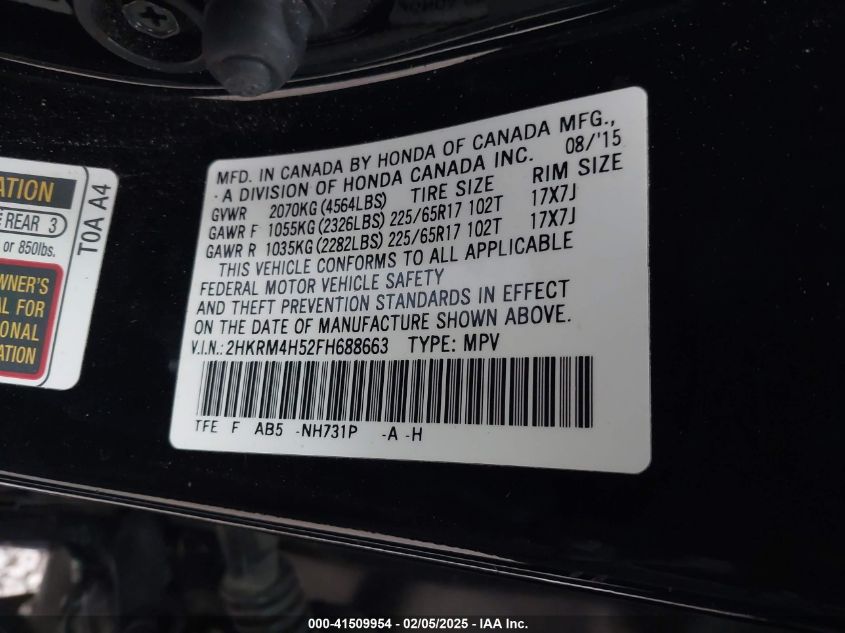 MFD. IN CANADA BY HONDA OF CANADA MFG.,
- A DIVISION OF HONDA CANADA INC. 08/'15
GVWR 2070KG (4564LBS) TIRE SIZE RIM SIZE
GAWR F 1055KG (2326LBS) 225/65R17 102T 17X7J
GAWR R 1035KG (2282LBS) 225/65R17 102T 17X7J
THIS VEHICLE CONFORMS TO ALL APPLICABLE
FEDERAL MOTOR VEHICLE SAFETY
AND THEFT PREVENTION STANDARDS IN EFFECT
ON THE DATE OF MANUFACTURE SHOWN ABOVE.
V.I.N.: 2HKRM4H52FH688663 TYPE: MPV
TFE F AB5 -NH731P -A -H
ATION
REAR 3
or 850lbs.
WNER'S
AL FOR
IONAL
ATION
T0A A4
000-41509954 - 02/05/2025 - IAA Inc.